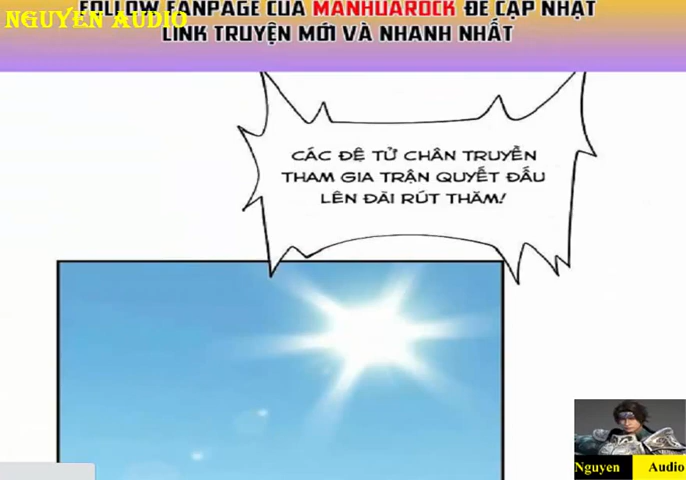 FOLLOW FANPAGE CỦA MANHUAROCK ĐỂ CẬP NHẬT
NGUYEN AUDIO
LINK TRUYỆN MỚI VÀ NHANH NHẤT
CÁC ĐỆ TỬ CHÂN TRUYỀN
THAM GIA TRẬN QUYẾT ĐẤU
LÊN ĐÀI RÚT THĂM!
Nguyen Audio